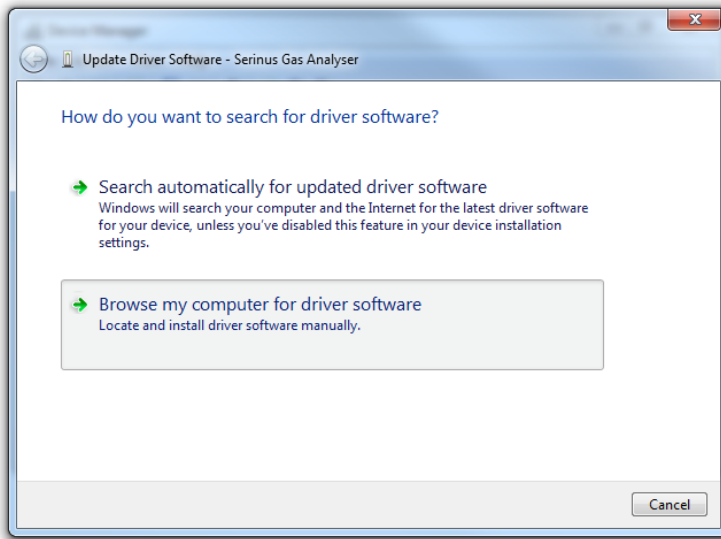 Device Manager
Update Driver Software - Serinus Gas Analyser
How do you want to search for driver software?
Search automatically for updated driver software
Windows will search your computer and the Internet for the latest driver software
for your device, unless you've disabled this feature in your device installation
settings.
Browse my computer for driver software
Locate and install driver software manually.
Cancel